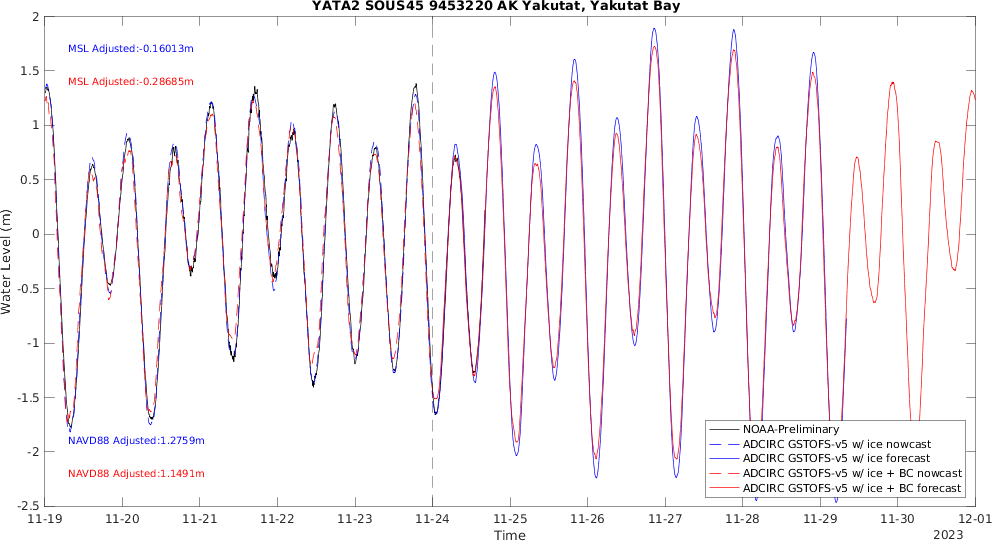 YATA2 SOUS45 9453220 AK Yakutat, Yakutat Bay
2
1.5
1
0.5
0
-0.5
-1
-1.5
-2
-2.5
Water Level (m)
MSL Adjusted:-0.16013m
MSL Adjusted:-0.28685m
NAVD88 Adjusted:1.2759m
NAVD88 Adjusted:1.1491m
NOAA-Preliminary
ADCIRC GSTOFS-v5 w/ ice nowcast
ADCIRC GSTOFS-v5 w/ ice forecast
ADCIRC GSTOFS-v5 w/ ice + BC nowcast
ADCIRC GSTOFS-v5 w/ ice + BC forecast
11-19 11-20 11-21 11-22 11-23 11-24 11-25 11-26 11-27 11-28 11-29 11-30 12-01
Time
2023